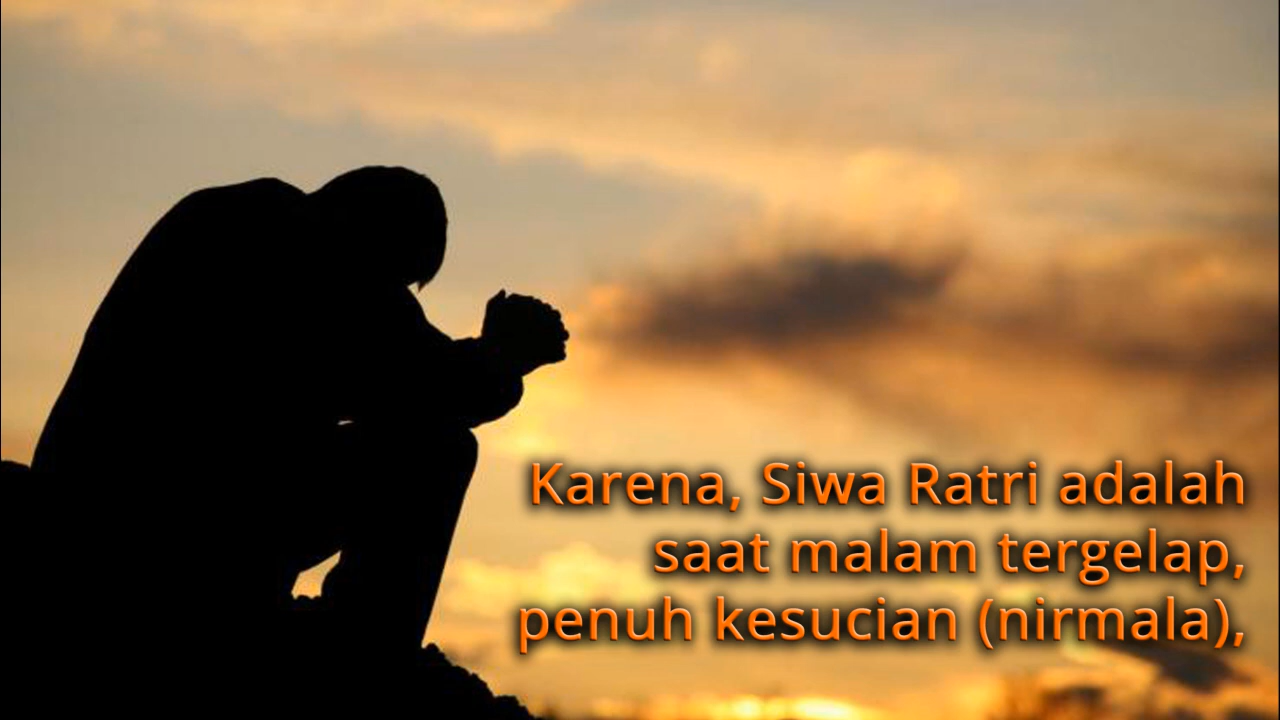 Karena, Siwa Ratri adalah
saat malam tergelap,
penuh kesucian (nirmala),